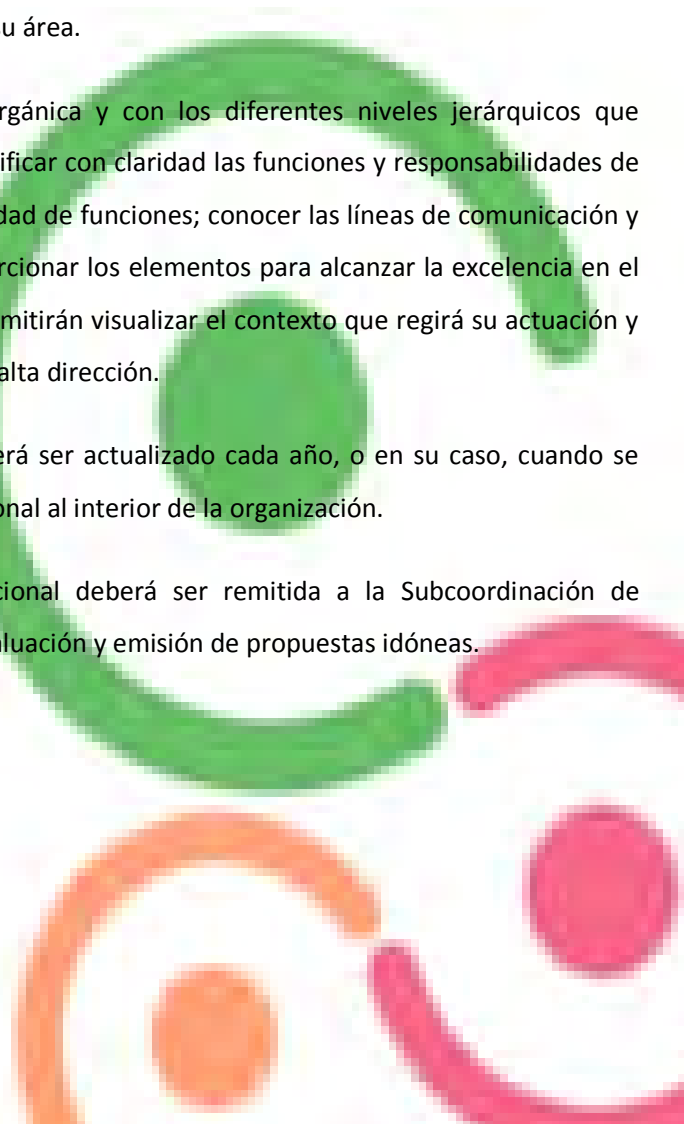 su área.
rgánica y con los diferentes niveles jerárquicos que
ificar con claridad las funciones y responsabilidades de
dad de funciones; conocer las líneas de comunicación y
rcionar los elementos para alcanzar la excelencia en el
mitirán visualizar el contexto que regirá su actuación y
alta dirección.
erá ser actualizado cada año, o en su caso, cuando se
onal al interior de la organización.
cional deberá ser remitida a la Subcoordinación de
aluación y emisión de propuestas idóneas.